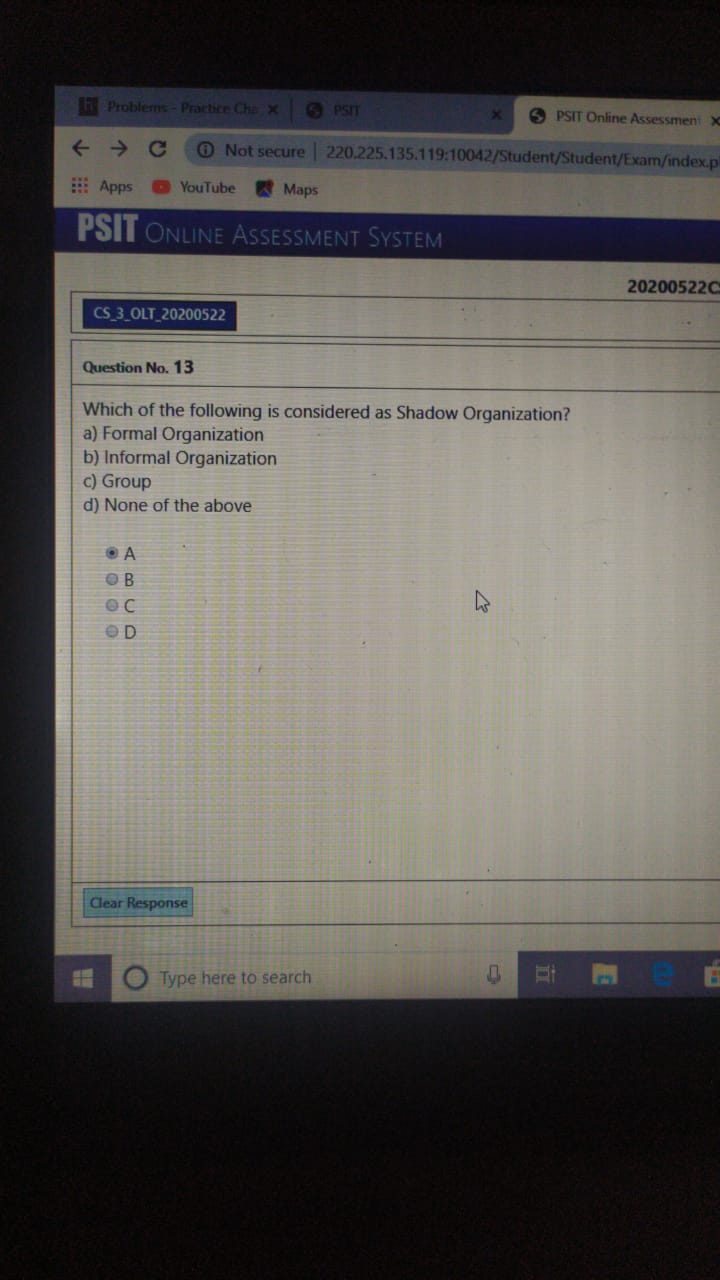 Problems - Practice Cha
PSIT
PSIT Online Assessment
Not secure | 220.225.135.119:10042/Student/Student/Exam/index.p
Apps YouTube Maps
PSIT ONLINE ASSESSMENT SYSTEM
20200522C
CS_3_OLT_20200522
Question No. 13
Which of the following is considered as Shadow Organization?
a) Formal Organization
b) Informal Organization
c) Group
d) None of the above
A
B
C
D
Clear Response
Type here to search